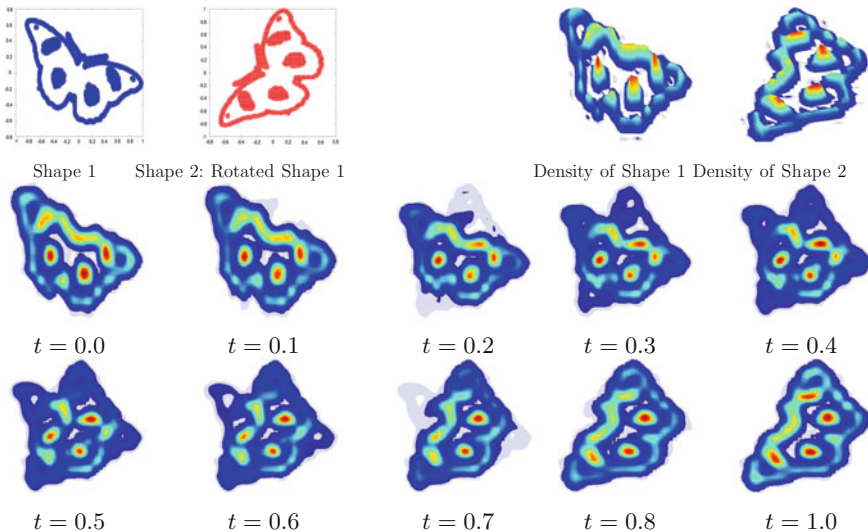 Shape 1 Shape 2: Rotated Shape 1 Density of Shape 1 Density of Shape 2
t = 0.0 t = 0.1 t = 0.2 t = 0.3 t = 0.4
t = 0.5 t = 0.6 t = 0.7 t = 0.8 t = 1.0